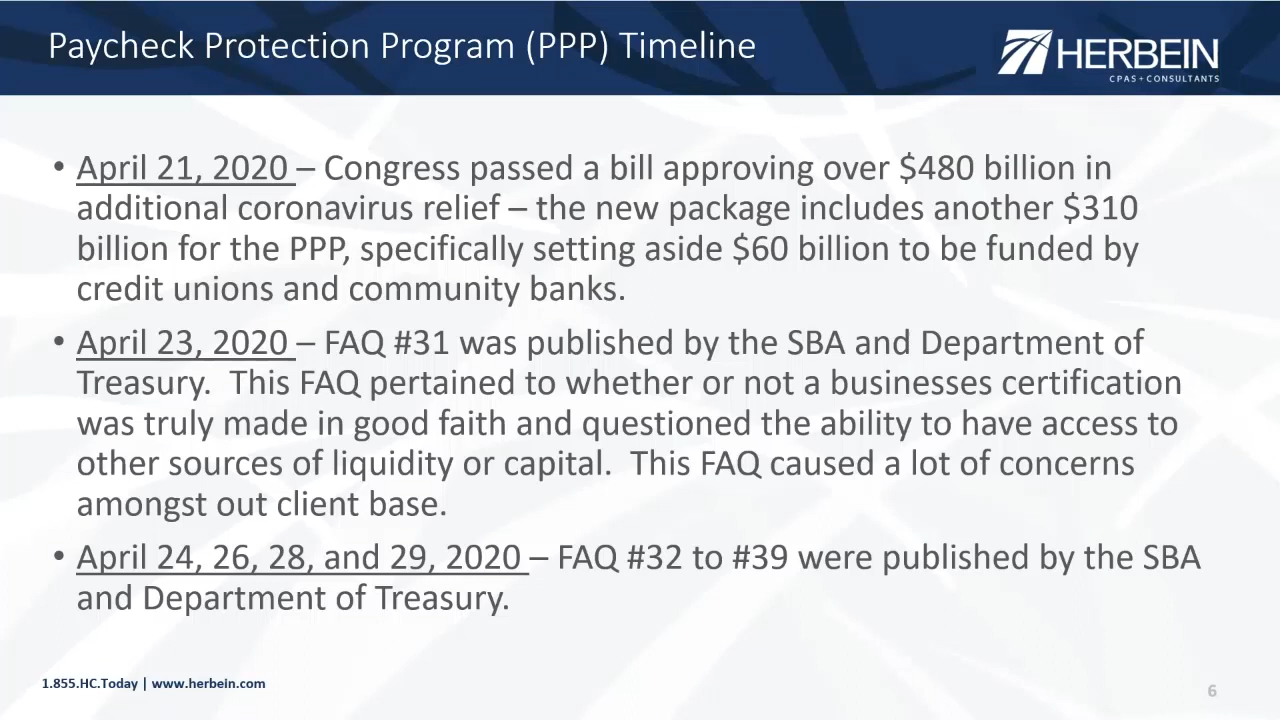 Paycheck Protection Program (PPP) Timeline
HERBEIN
CPAS+CONSULTANTS
• April 21, 2020 – Congress passed a bill approving over $480 billion in
additional coronavirus relief – the new package includes another $310
billion for the PPP, specifically setting aside $60 billion to be funded by
credit unions and community banks.
• April 23, 2020 – FAQ #31 was published by the SBA and Department of
Treasury.  This FAQ pertained to whether or not a businesses certification
was truly made in good faith and questioned the ability to have access to
other sources of liquidity or capital.  This FAQ caused a lot of concerns
amongst out client base.
• April 24, 26, 28, and 29, 2020 – FAQ #32 to #39 were published by the SBA
and Department of Treasury.
1.855.HC.Today | www.herbein.com
6